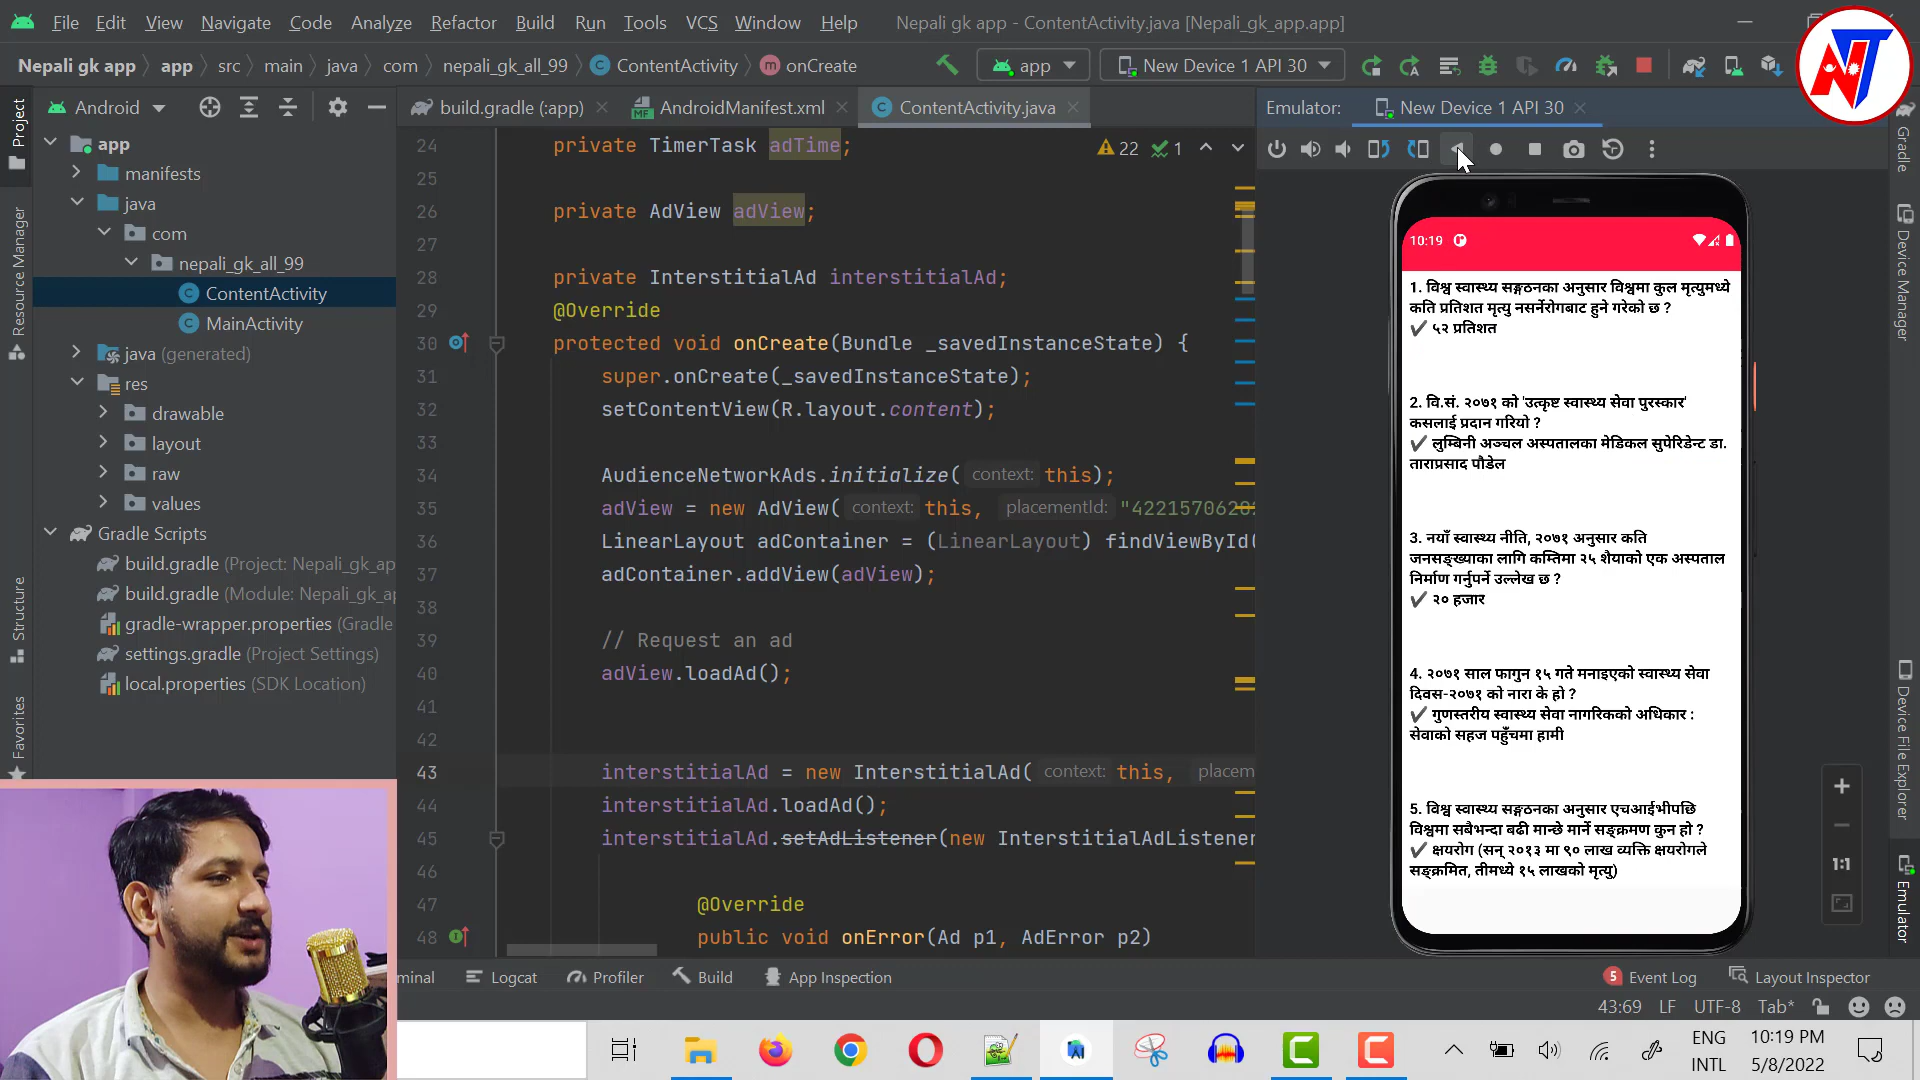 File Edit View Navigate Code Analyze Refactor Build Run Tools VCS Window Help Nepali gk app - ContentActivity.java [Nepali_gk_app.app]
Nepali gk app app src main java com nepali_gk_all_99 ContentActivity onCreate app New Device 1 API 30
NT
Project
Resource Manager
Structure
Favorites
Android
app
manifests
java
com
nepali_gk_all_99
ContentActivity
MainActivity
java (generated)
res
drawable
layout
raw
values
Gradle Scripts
build.gradle (Project: Nepali_gk_ap
build.gradle (Module: Nepali_gk_a
gradle-wrapper.properties (Gradle
settings.gradle (Project Settings)
local.properties (SDK Location)
build.gradle (:app) AndroidManifest.xml ContentActivity.java
22 1
24 private TimerTask adTime;
25
26 private AdView adView;
27
28 private InterstitialAd interstitialAd;
29 @Override
30 protected void onCreate(Bundle _savedInstanceState) {
31 super.onCreate(_savedInstanceState);
32 setContentView(R.layout.content);
33
34 AudienceNetworkAds.initialize( context: this);
35 adView = new AdView( context: this, placementId: "422157062
36 LinearLayout adContainer = (LinearLayout) findViewById(
37 adContainer.addView(adView);
38
39 // Request an ad
40 adView.loadAd();
41
42
43 interstitialAd = new InterstitialAd( context: this, placem
44 interstitialAd.loadAd();
45 interstitialAd.setAdListener(new InterstitialAdListener
46
47 @Override
48 public void onError(Ad p1, AdError p2)
Emulator: New Device 1 API 30
10:19
1. विश्व स्वास्थ्य सङ्गठनका अनुसार विश्वमा कुल मृत्युमध्ये
कति प्रतिशत मृत्यु नसर्नेरोगबाट हुने गरेको छ ?
✔ ५२ प्रतिशत
2. वि.सं. २०७१ को 'उत्कृष्ट स्वास्थ्य सेवा पुरस्कार'
कसलाई प्रदान गरियो ?
✔ लुम्बिनी अञ्चल अस्पतालका मेडिकल सुपेरिडेन्ट डा.
ताराप्रसाद पौडेल
3. नयाँ स्वास्थ्य नीति, २०७१ अनुसार कति
जनसङ्ख्याका लागि कम्तिमा २५ शैयाको एक अस्पताल
निर्माण गर्नुपर्ने उल्लेख छ ?
✔ २० हजार
4. २०७१ साल फागुन १५ गते मनाइएको स्वास्थ्य सेवा
दिवस-२०७१ को नारा के हो ?
✔ गुणस्तरीय स्वास्थ्य सेवा नागरिकको अधिकार :
सेवाको सहज पहुँचमा हामी
5. विश्व स्वास्थ्य सङ्गठनका अनुसार एचआईभीपछि
विश्वमा सबैभन्दा बढी मान्छे मार्ने सङ्क्रमण कुन हो ?
✔ क्षयरोग (सन् २०१३ मा ९० लाख व्यक्ति क्षयरोगले
सङ्क्रमित, तीमध्ये १५ लाखको मृत्यु)
1:1
Gradle
Device Manager
Device File Explorer
Emulator
minal Logcat Profiler Build App Inspection 5 Event Log Layout Inspector
43:69 LF UTF-8 Tab*
ENG
INTL
10:19 PM
5/8/2022